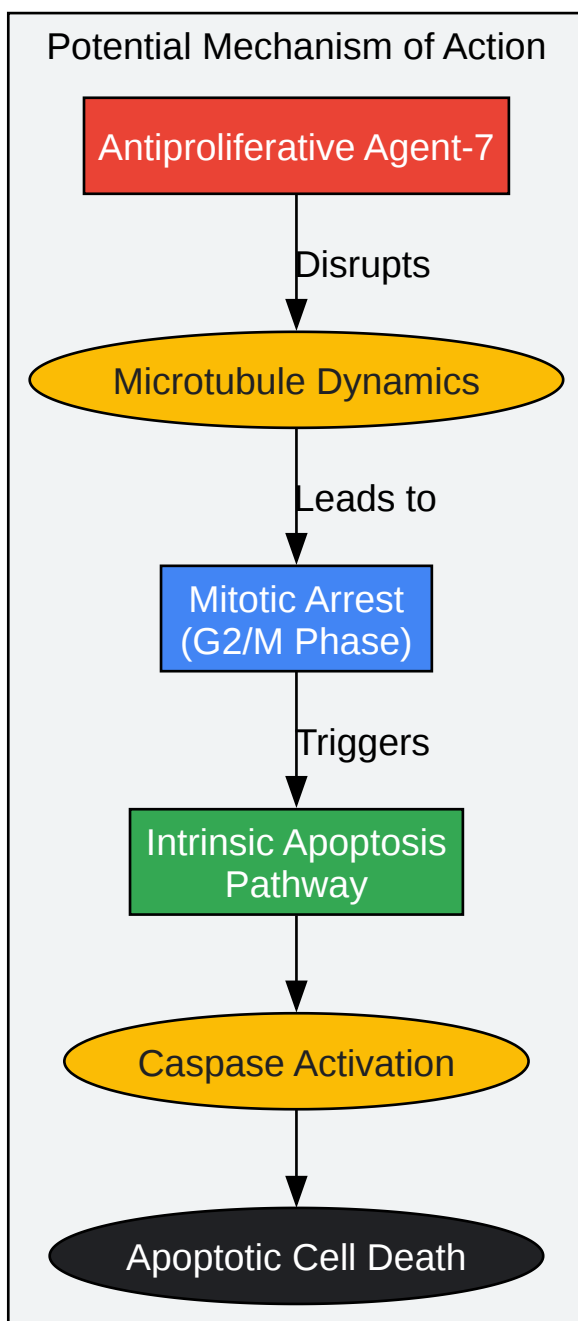 Potential Mechanism of Action
Antiproliferative Agent-7
Disrupts
Microtubule Dynamics
Leads to
Mitotic Arrest
(G2/M Phase)
Triggers
Intrinsic Apoptosis
Pathway
Caspase Activation
Apoptotic Cell Death